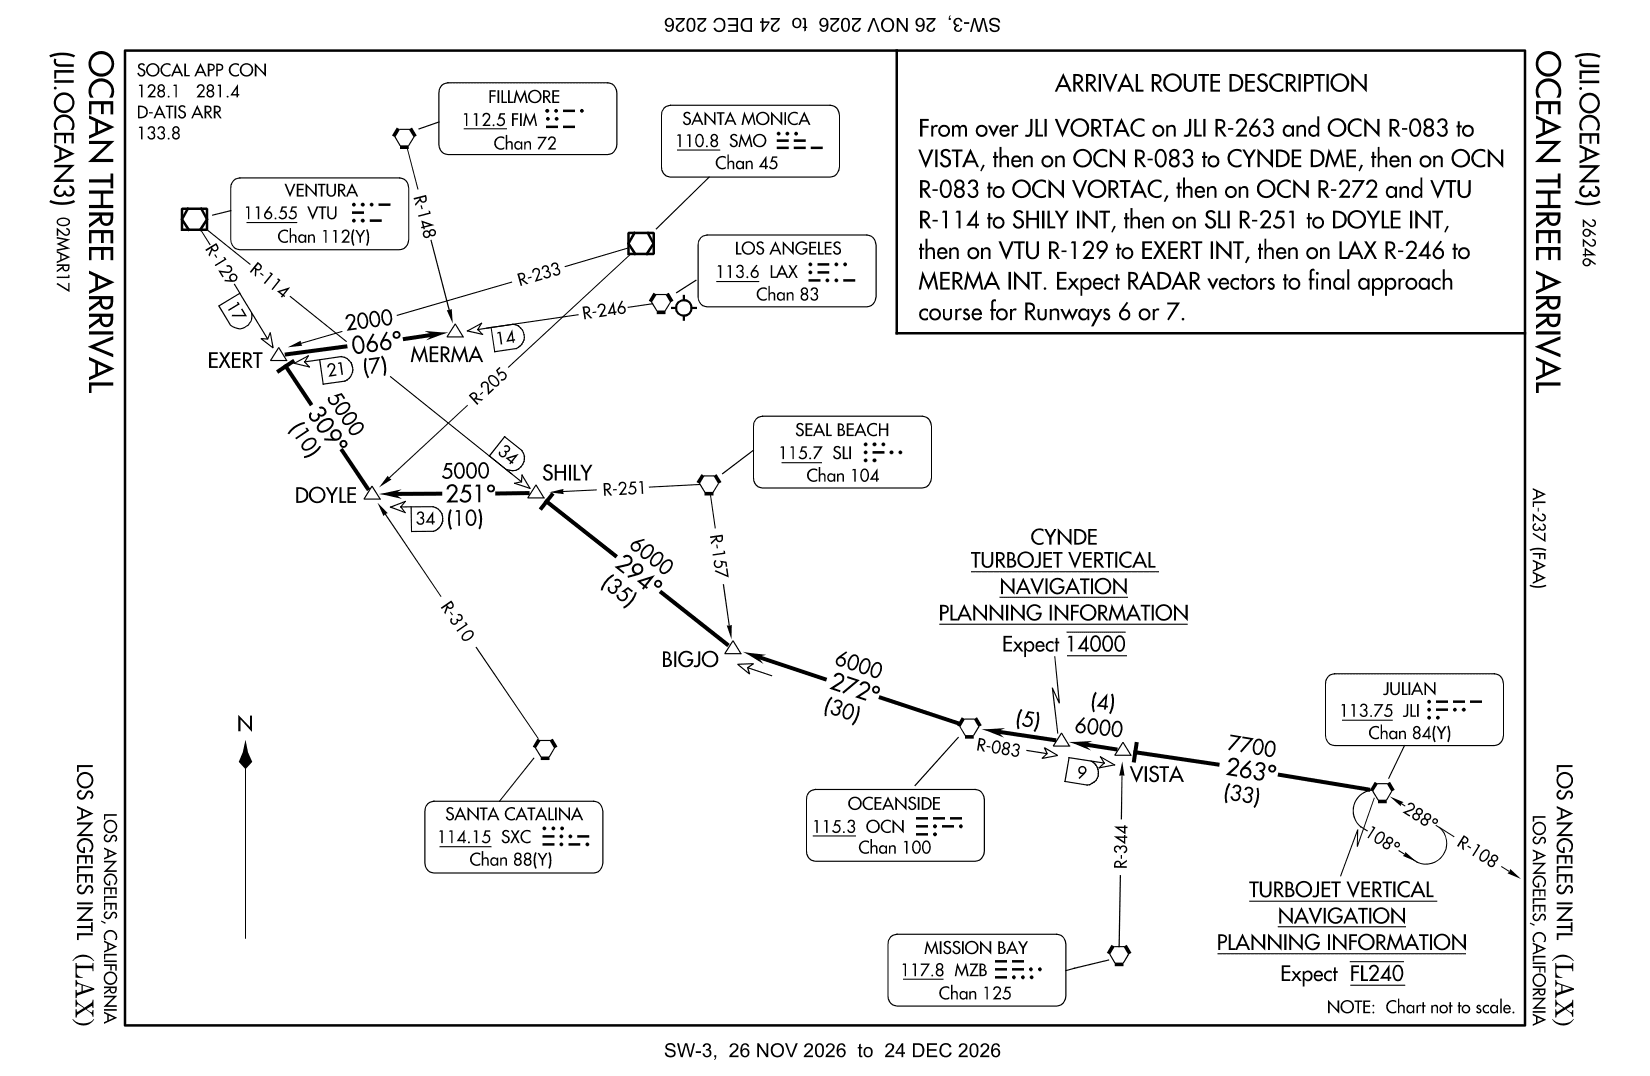 SW-3, 26 NOV 2026 to 24 DEC 2026
(JLI.OCEAN3) 02MAR17
OCEAN THREE ARRIVAL
(JLI.OCEAN3) 26246
OCEAN THREE ARRIVAL
AL-237 (FAA)
SOCAL APP CON
128.1 281.4
D-ATIS ARR
133.8
FILLMORE
112.5 FIM
Chan 72
SANTA MONICA
110.8 SMO
Chan 45
VENTURA
116.55 VTU
Chan 112(Y)
LOS ANGELES
113.6 LAX
Chan 83
ARRIVAL ROUTE DESCRIPTION
From over JLI VORTAC on JLI R-263 and OCN R-083 to
VISTA, then on OCN R-083 to CYNDE DME, then on OCN
R-083 to OCN VORTAC, then on OCN R-272 and VTU
R-114 to SHILY INT, then on SLI R-251 to DOYLE INT,
then on VTU R-129 to EXERT INT, then on LAX R-246 to
MERMA INT. Expect RADAR vectors to final approach
course for Runways 6 or 7.
R-148
R-129
R-114
R-233
R-246
17
14
2000
066°
(7)
MERMA
EXERT
21
R-205
5000
309°
(10)
34
SHILY
DOYLE
5000
251°
(10)
34
R-251
SEAL BEACH
115.7 SLI
Chan 104
R-157
R-310
6000
294°
(35)
BIGJO
6000
272°
(30)
CYNDE
TURBOJET VERTICAL
NAVIGATION
PLANNING INFORMATION
Expect 14000
(5)
(4)
6000
R-083
9
VISTA
7700
263°
(33)
JULIAN
113.75 JLI
Chan 84(Y)
288°
108°
R-108
N
SANTA CATALINA
114.15 SXC
Chan 88(Y)
OCEANSIDE
115.3 OCN
Chan 100
R-344
MISSION BAY
117.8 MZB
Chan 125
TURBOJET VERTICAL
NAVIGATION
PLANNING INFORMATION
Expect FL240
NOTE: Chart not to scale.
LOS ANGELES, CALIFORNIA
LOS ANGELES INTL (LAX)
LOS ANGELES INTL (LAX)
LOS ANGELES, CALIFORNIA
SW-3, 26 NOV 2026 to 24 DEC 2026